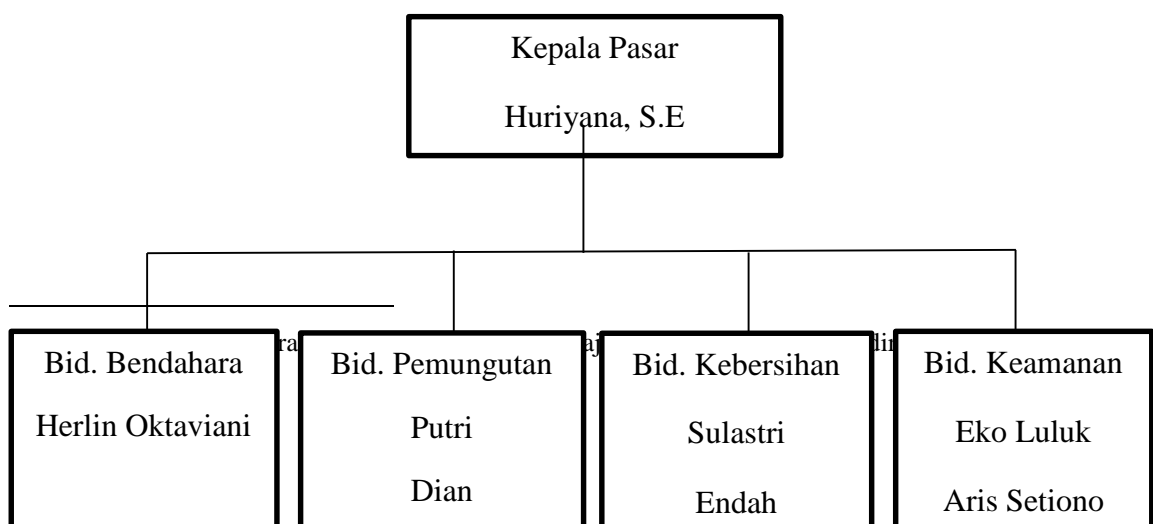 Kepala Pasar
Huriyana, S.E
Bid. Bendahara
Herlin Oktaviani
Bid. Pemungutan
Putri
Dian
Bid. Kebersihan
Sulastri
Endah
Bid. Keamanan
Eko Luluk
Aris Setiono